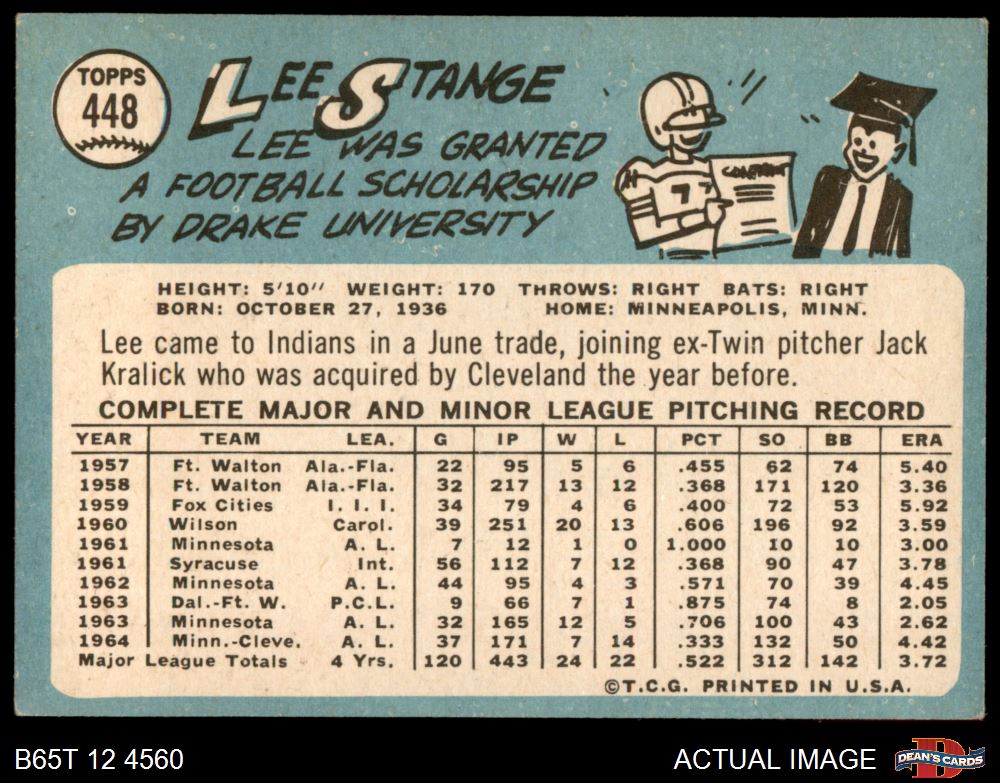 TOPPS
448
LEE STANGE
LEE WAS GRANTED
A FOOTBALL SCHOLARSHIP
BY DRAKE UNIVERSITY
7
CONTRACT
HEIGHT: 5'10" WEIGHT: 170 THROWS: RIGHT BATS: RIGHT
BORN: OCTOBER 27, 1936 HOME: MINNEAPOLIS, MINN.
Lee came to Indians in a June trade, joining ex-Twin pitcher Jack
Kralick who was acquired by Cleveland the year before.
COMPLETE MAJOR AND MINOR LEAGUE PITCHING RECORD
YEAR TEAM LEA. G IP W L PCT SO BB ERA
1957 Ft. Walton Ala.-Fla. 22 95 5 6 .455 62 74 5.40
1958 Ft. Walton Ala.-Fla. 32 217 13 12 .368 171 120 3.36
1959 Fox Cities I. I. I. 34 79 4 6 .400 72 53 5.92
1960 Wilson Carol. 39 251 20 13 .606 196 92 3.59
1961 Minnesota A. L. 7 12 1 0 1.000 10 10 3.00
1961 Syracuse Int. 56 112 7 12 .368 90 47 3.78
1962 Minnesota A. L. 44 95 4 3 .571 70 39 4.45
1963 Dal.-Ft. W. P.C.L. 9 66 7 1 .875 74 8 2.05
1963 Minnesota A. L. 32 165 12 5 .706 100 43 2.62
1964 Minn.-Cleve. A. L. 37 171 7 14 .333 132 50 4.42
Major League Totals 4 Yrs. 120 443 24 22 .522 312 142 3.72
©T.C.G. PRINTED IN U.S.A.
B65T 12 4560 ACTUAL IMAGE DEAN'S CARDS